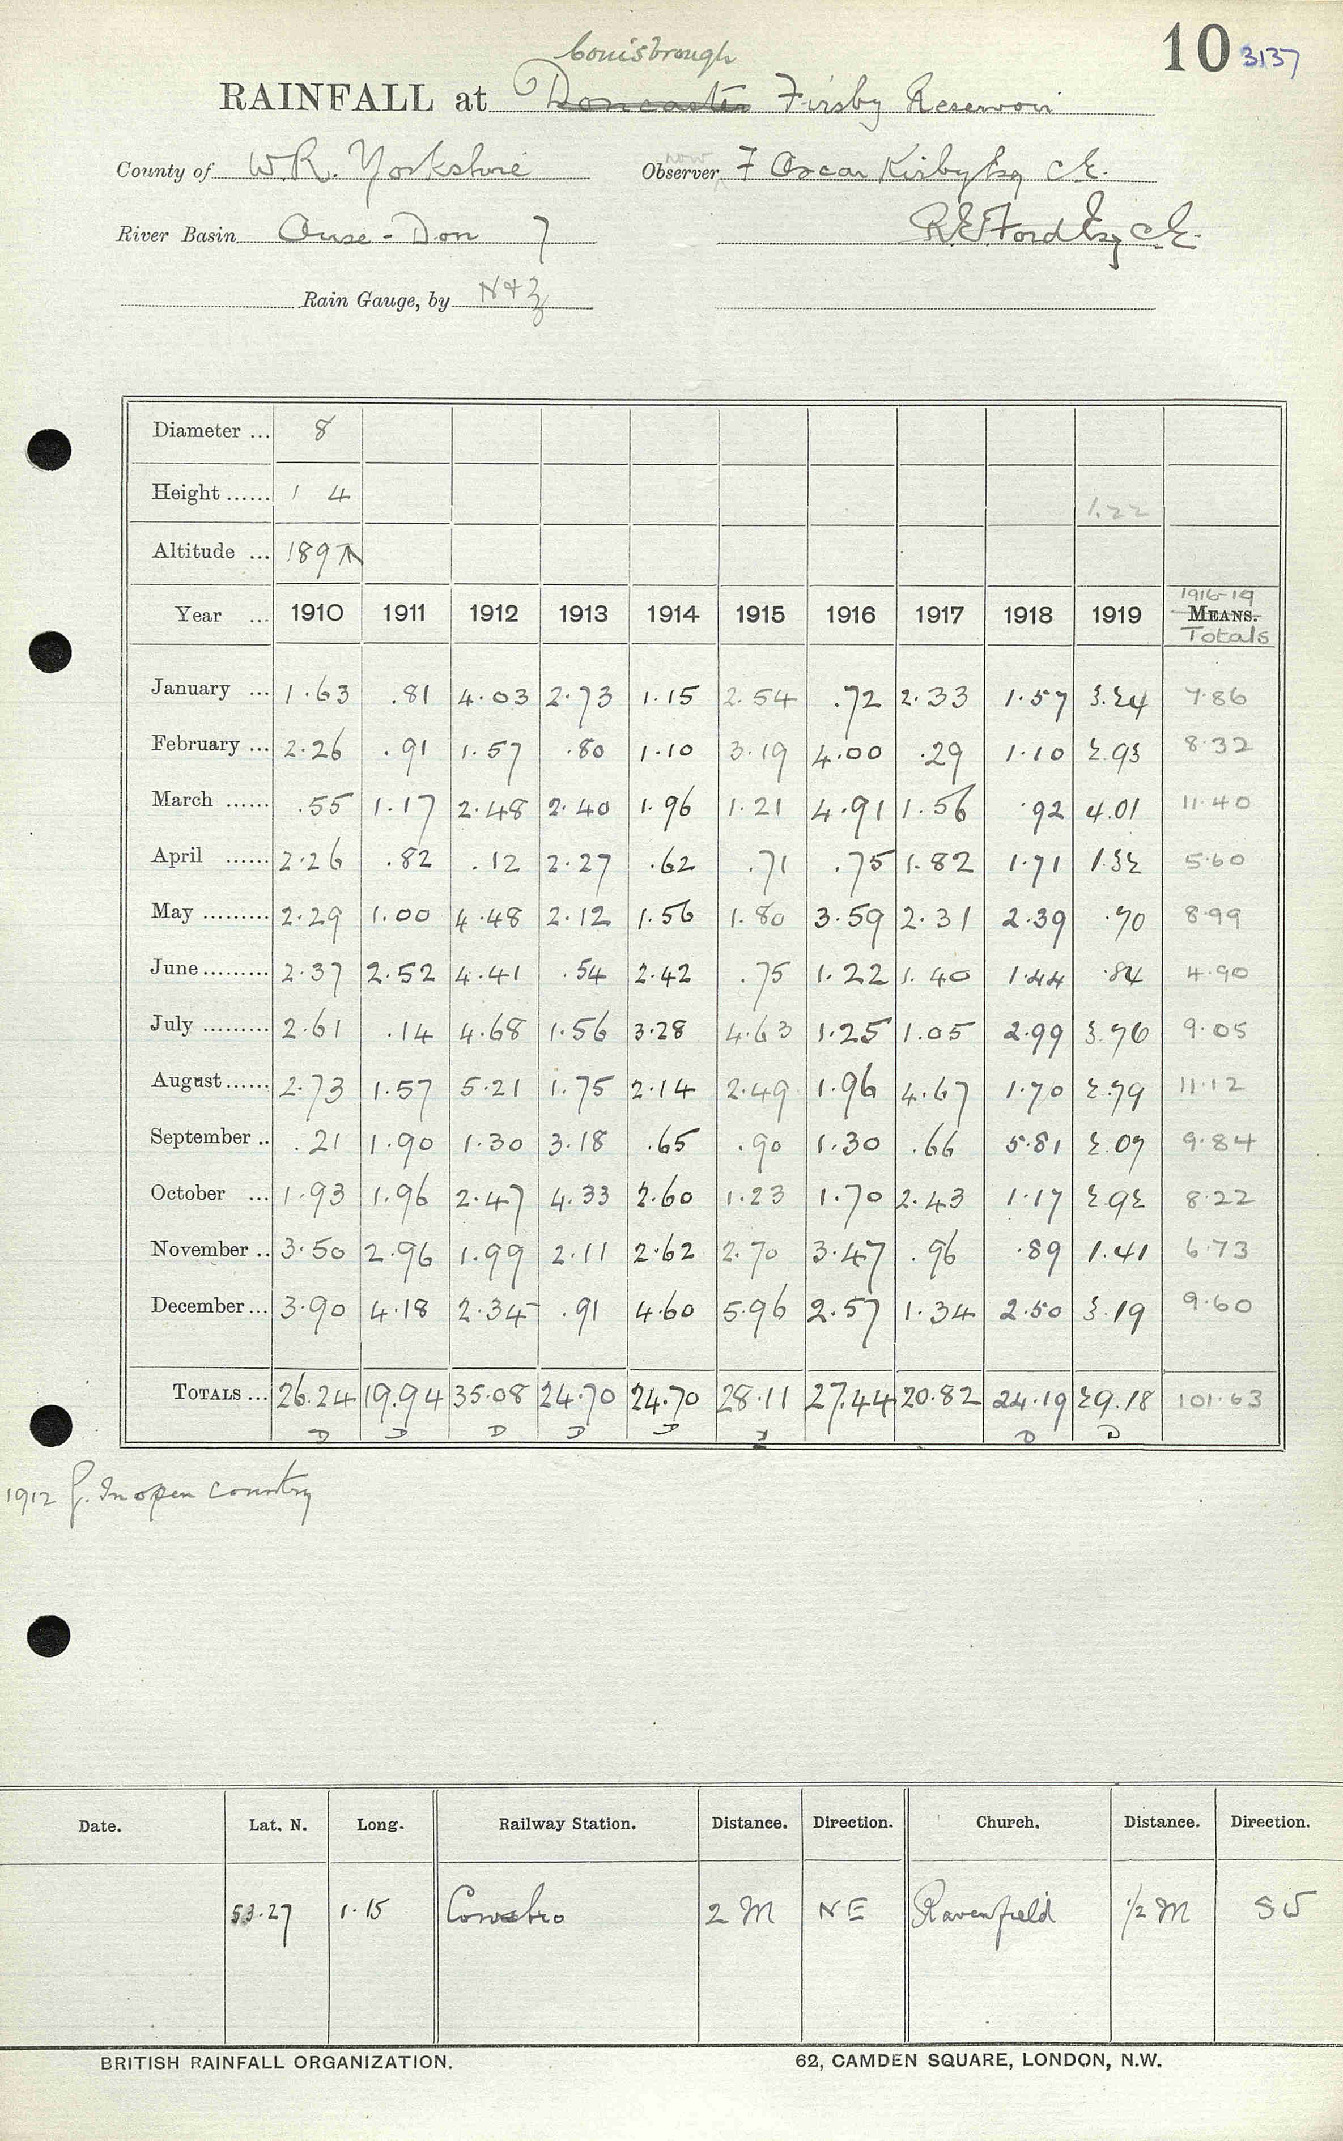 10 3137
Conisbrough
RAINFALL at Doncaster Firsby Reservoir
County of W.R. Yorkshire Observer now F Oscar Kirby Esq C.E.
River Basin Ouse - Don 7 R E Ford Esq C.E.
Rain Gauge, by N & Z
Diameter ... 8
Height ...... 1 4 1.22
Altitude ... 189
Year ... 1910 1911 1912 1913 1914 1915 1916 1917 1918 1919 1916-19 MEANS. Totals
January ... 1.63 .81 4.03 2.73 1.15 2.54 .72 2.33 1.57 3.24 7.86
February ... 2.26 .91 1.57 .80 1.10 3.19 4.00 .29 1.10 2.93 8.32
March ...... .55 1.17 2.48 2.40 1.96 1.21 4.91 1.56 .92 4.01 11.40
April ...... 2.26 .82 .12 2.27 .62 .71 .75 1.82 1.71 1.32 5.60
May ......... 2.29 1.00 4.48 2.12 1.56 1.80 3.59 2.31 2.39 .70 8.99
June ......... 2.37 2.52 4.41 .54 2.42 .75 1.22 1.40 1.44 .84 4.90
July ......... 2.61 .14 4.68 1.56 3.28 4.63 1.25 1.05 2.99 3.76 9.05
August ...... 2.73 1.57 5.21 1.75 2.14 2.49 1.96 4.67 1.70 2.79 11.12
September .. .21 1.90 1.30 3.18 .65 .90 1.30 .66 5.81 2.07 9.84
October ... 1.93 1.96 2.47 4.33 2.60 1.23 1.70 2.43 1.17 2.92 8.22
November .. 3.50 2.96 1.99 2.11 2.62 2.70 3.47 .96 .89 1.41 6.73
December ... 3.90 4.18 2.34 .91 4.60 5.96 2.57 1.34 2.50 3.19 9.60
TOTALS ... 26.24 19.94 35.08 24.70 24.70 28.11 27.44 20.82 24.19 29.18 101.63
D D D D D D D
1912 G. In open country
Date. Lat. N. Long. Railway Station. Distance. Direction. Church. Distance. Direction.
53.27 1.15 Conisbro 2 M NE Ravenfield 1/2 M SW
BRITISH RAINFALL ORGANIZATION. 62, CAMDEN SQUARE, LONDON, N.W.